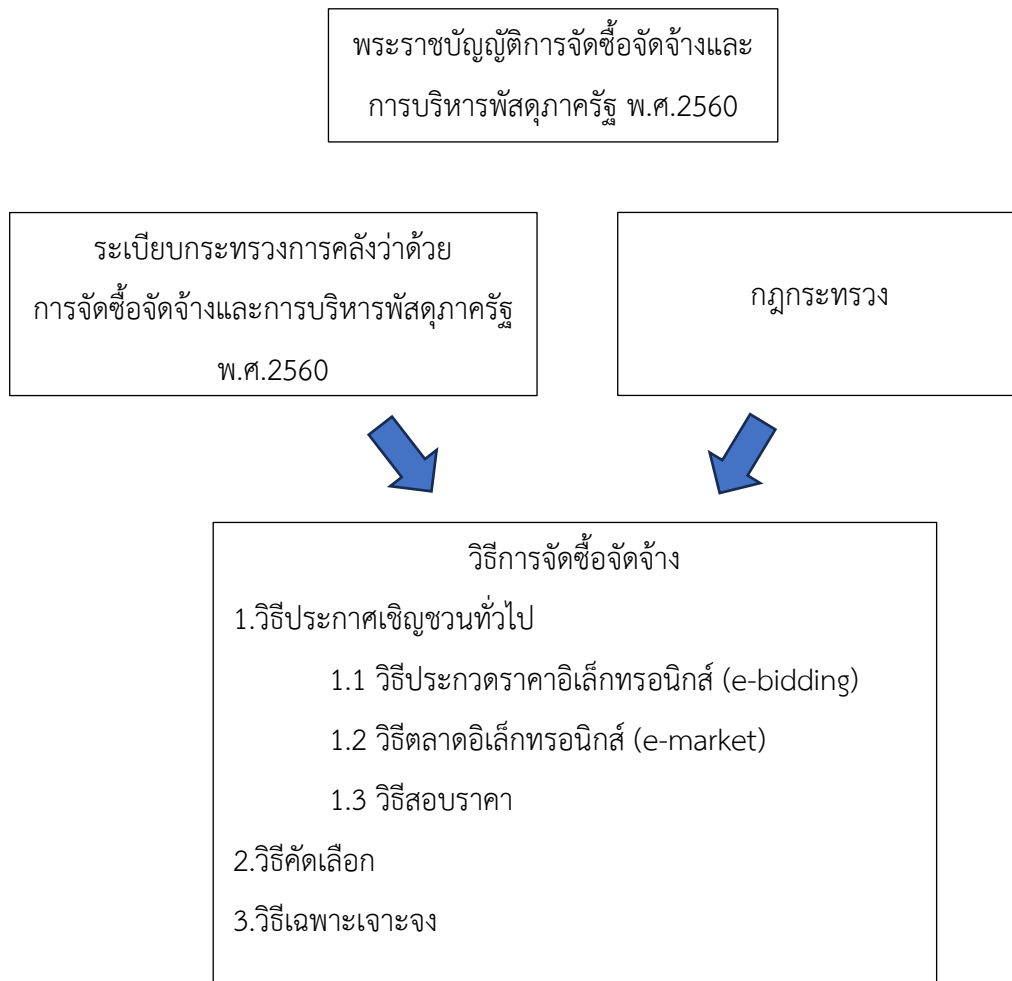 พระราชบัญญัติการจัดซื้อจัดจ้างและ
การบริหารพัสดุภาครัฐ พ.ศ.2560
ระเบียบกระทรวงการคลังว่าด้วย
การจัดซื้อจัดจ้างและการบริหารพัสดุภาครัฐ
พ.ศ.2560
กฎกระทรวง
วิธีการจัดซื้อจัดจ้าง
1.วิธีประกาศเชิญชวนทั่วไป
1.1 วิธีประกวดราคาอิเล็กทรอนิกส์ (e-bidding)
1.2 วิธีตลาดอิเล็กทรอนิกส์ (e-market)
1.3 วิธีสอบราคา
2.วิธีคัดเลือก
3.วิธีเฉพาะเจาะจง